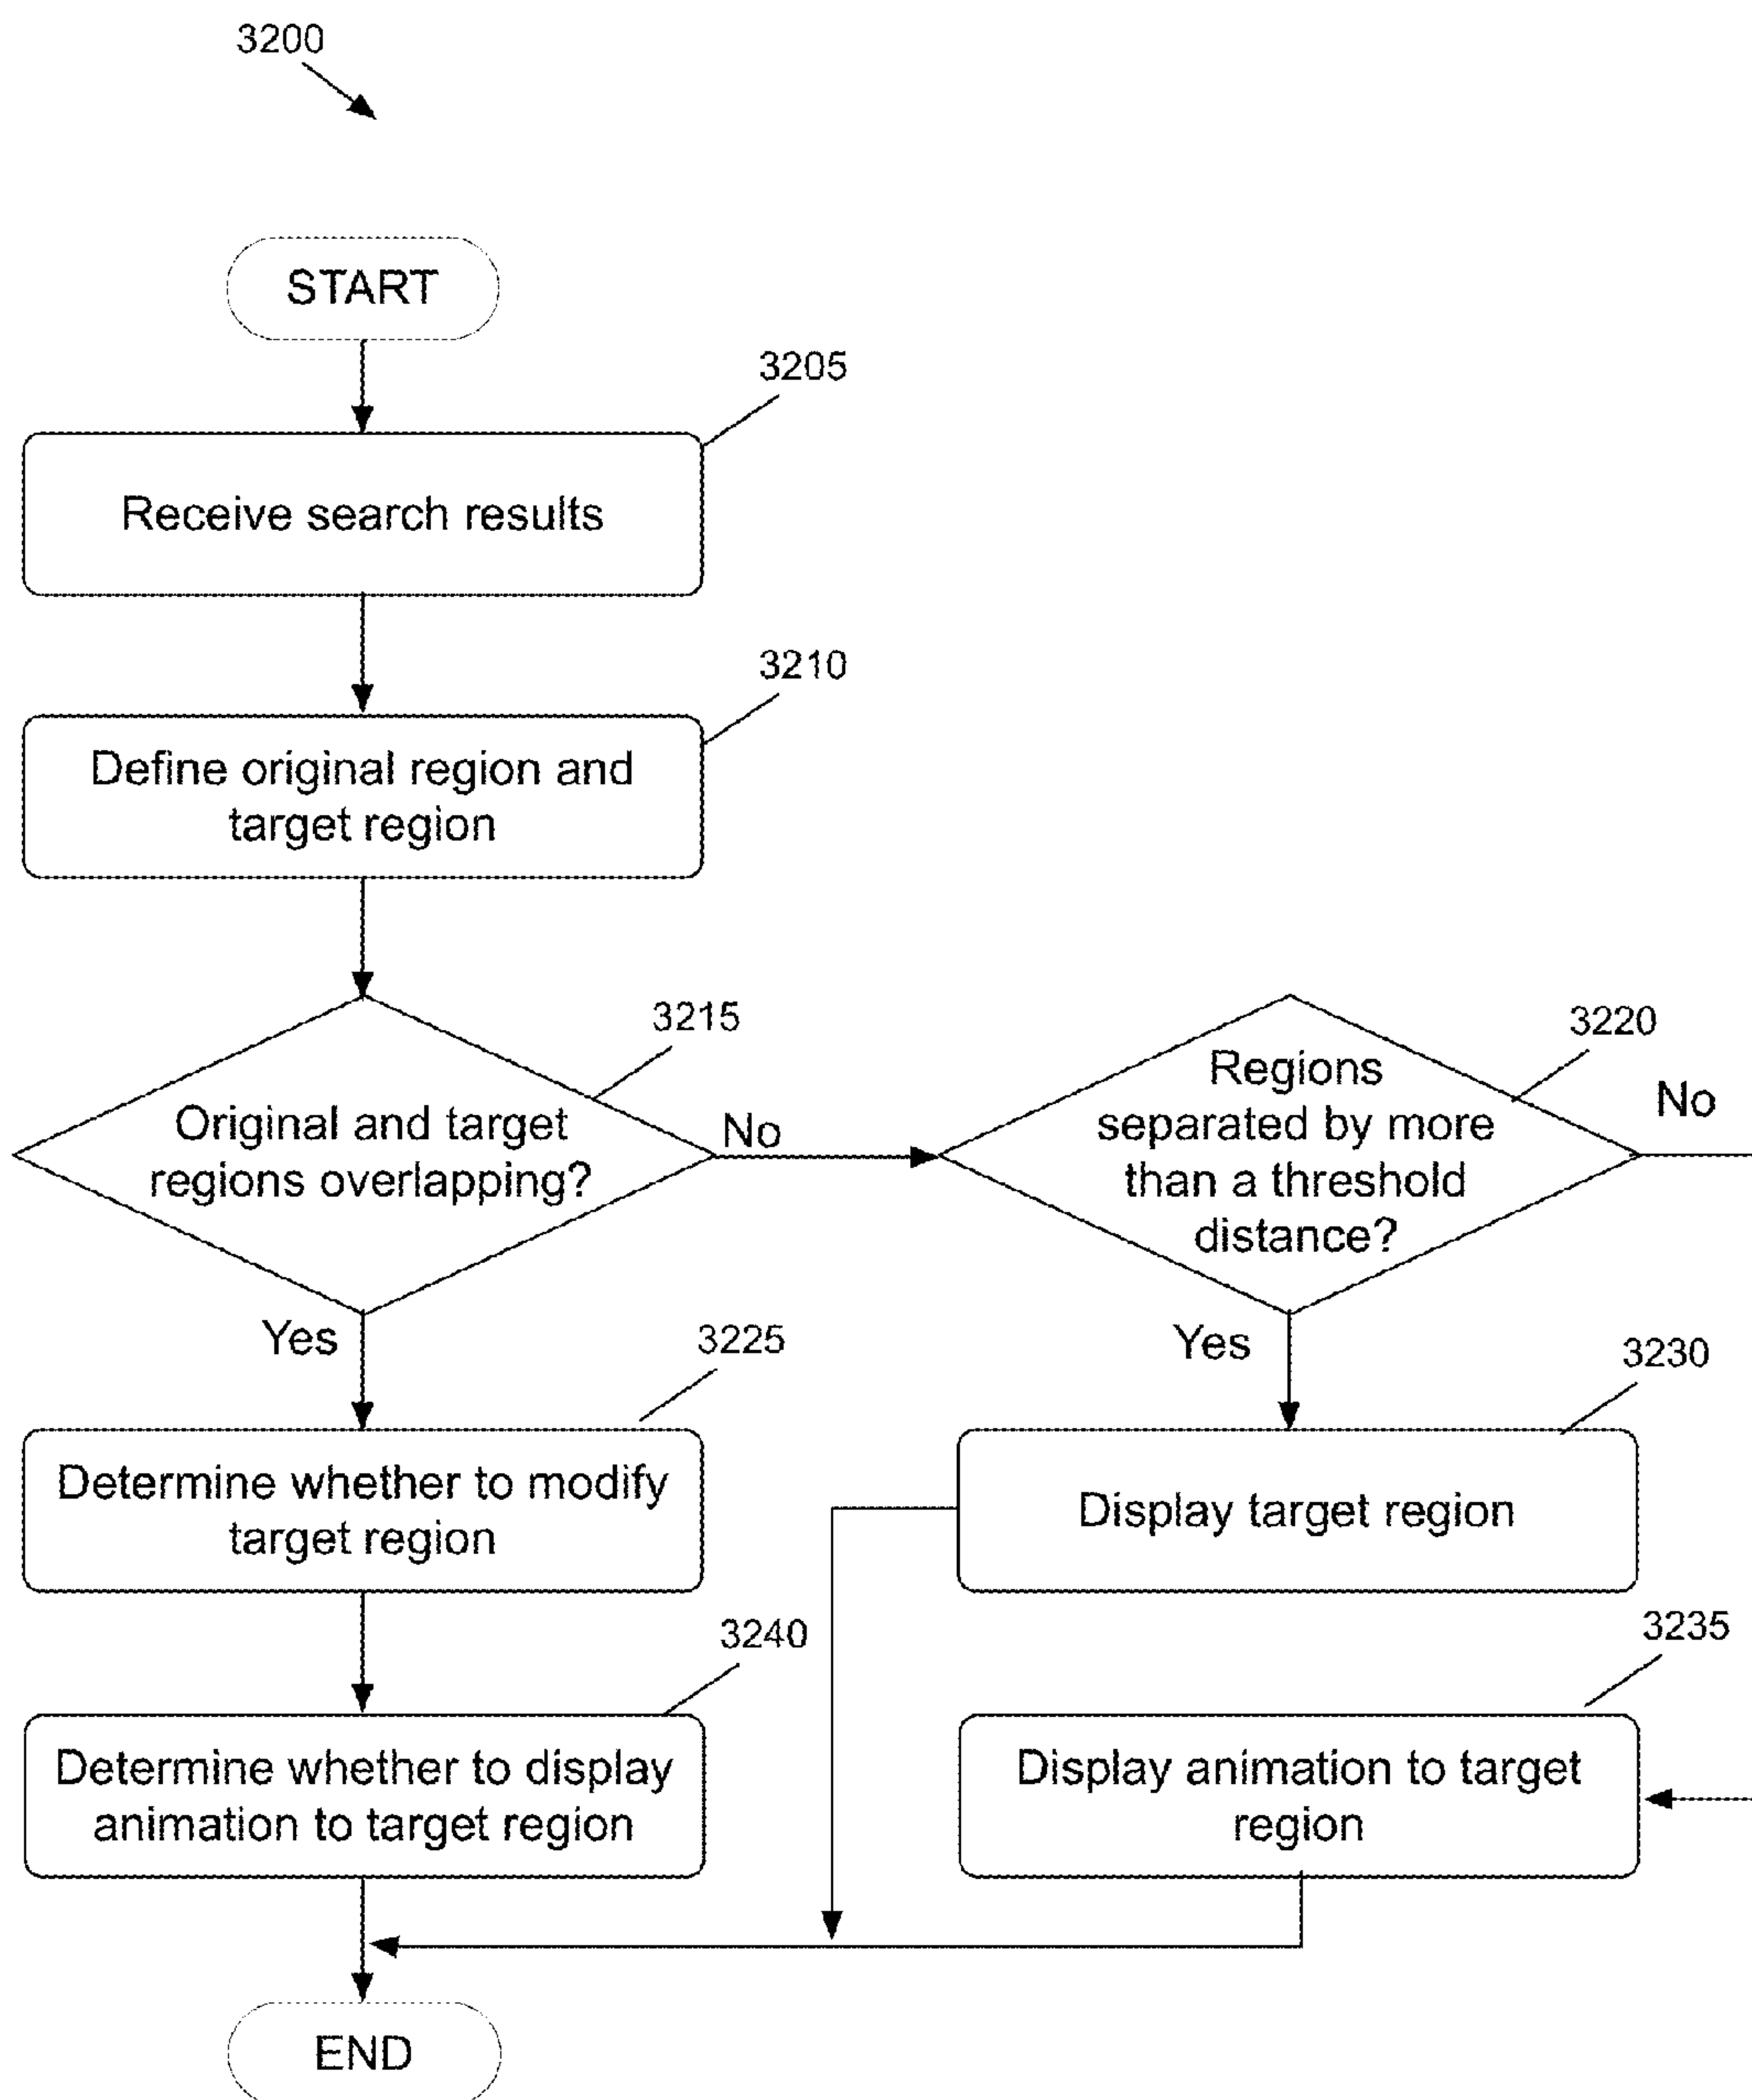 3200
START
3205
Receive search results
3210
Define original region and
target region
3215
Original and target
regions overlapping?
No
3220
Regions
separated by more
than a threshold
distance?
No
Yes
3225
Determine whether to modify
target region
Yes
3230
Display target region
3240
Determine whether to display
animation to target region
3235
Display animation to target
region
END